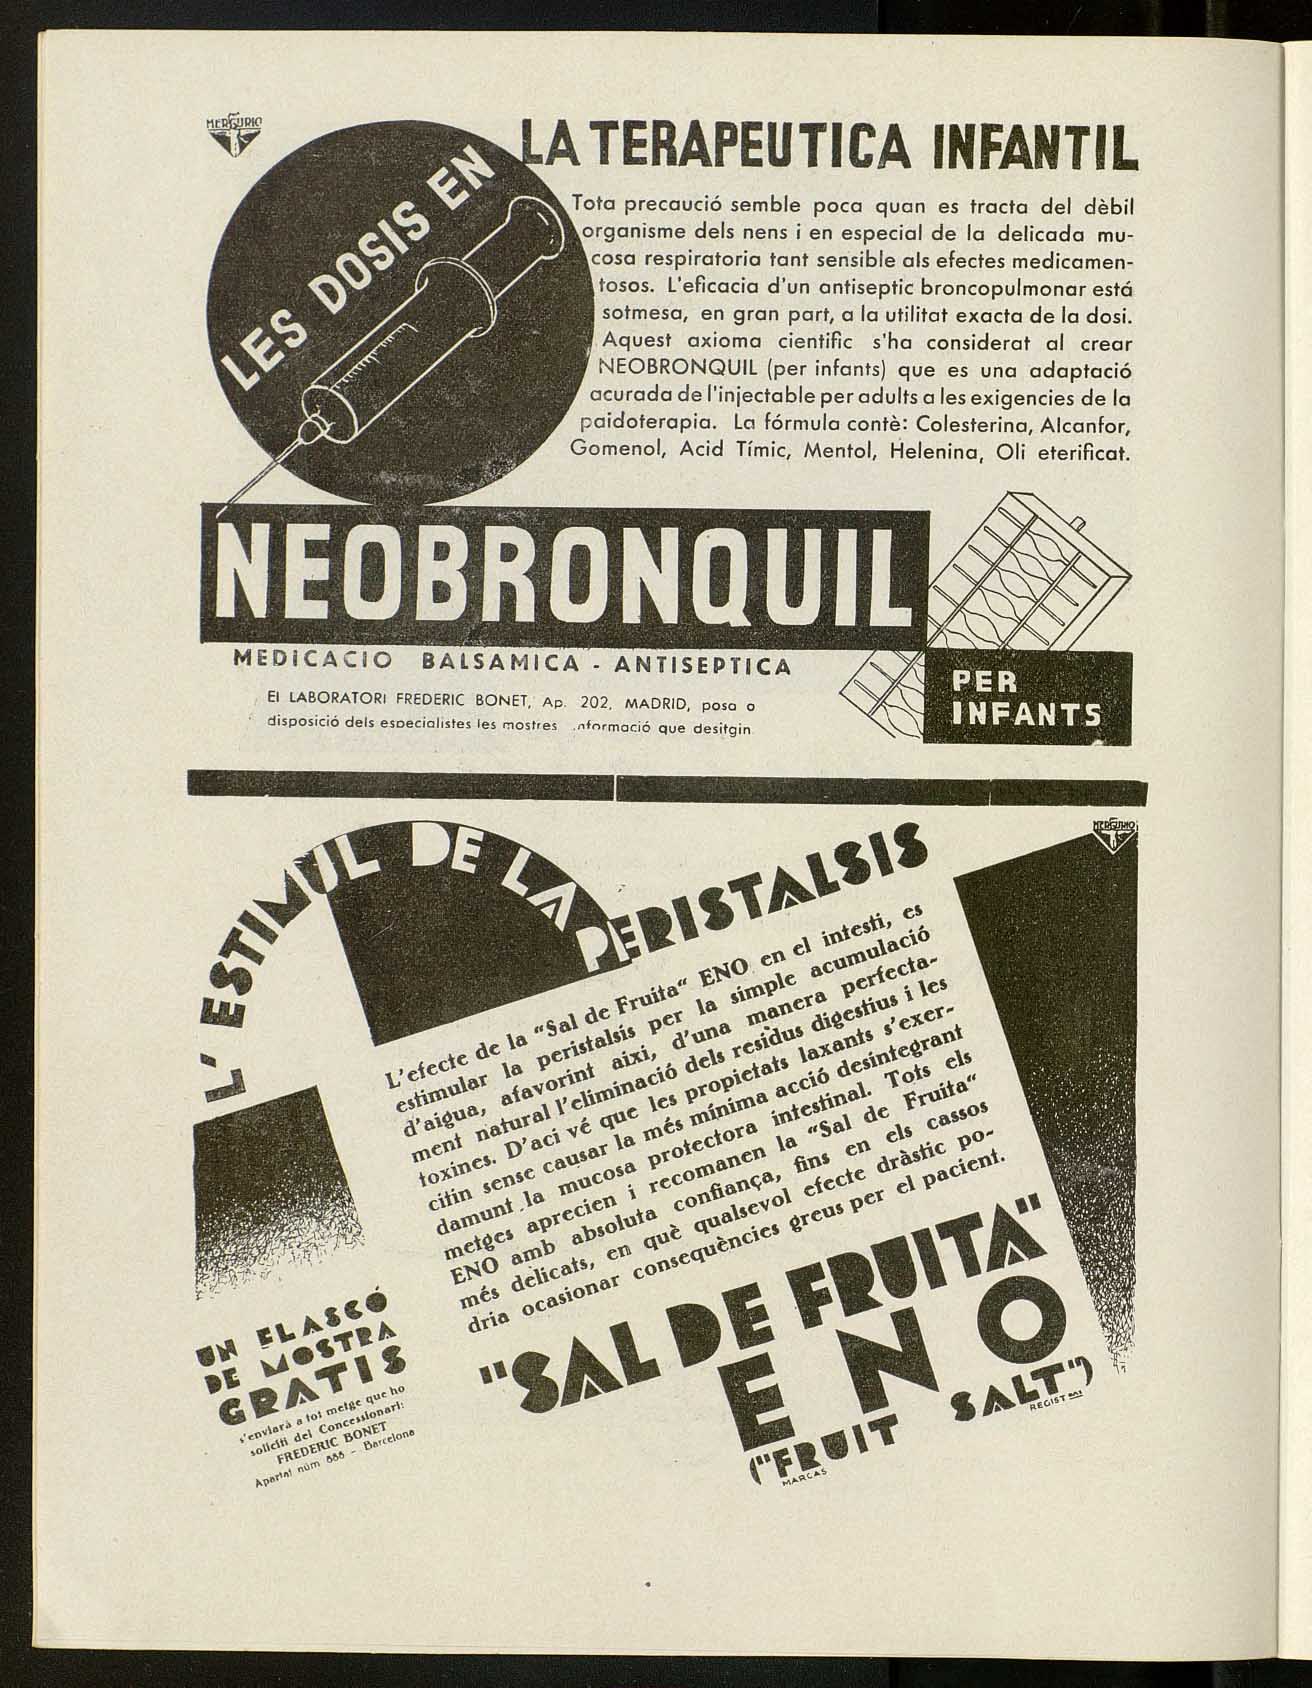 MERCURIO
LES DOSIS EN
LA TERAPEUTICA INFANTIL
Tota precaució semble poca quan es tracta del dèbil
organisme dels nens i en especial de la delicada mu-
cosa respiratoria tant sensible als efectes medicamen-
tosos. L'eficacia d'un antiseptic broncopulmonar está
sotmesa, en gran part, a la utilitat exacta de la dosi.
Aquest axioma cientific s'ha considerat al crear
NEOBRONQUIL (per infants) que es una adaptació
acurada de l'injectable per adults a les exigencies de la
paidoterapia. La fórmula contè: Colesterina, Alcanfor,
Gomenol, Acid Tímic, Mentol, Helenina, Oli eterificat.
NEOBRONQUIL
MEDICACIO BALSAMICA - ANTISEPTICA
PER
INFANTS
El LABORATORI FREDERIC BONET, Ap. 202, MADRID, posa a
disposició dels especialistes les mostres .nformació que desitgin
MERCURIO
L'ESTIMUL DE LA PERISTALSIS
L'efecte de la "Sal de Fruita" ENO en el intesti, es
estimular la peristalsis per la simple acumulació
d'aigua, afavorint aixi, d'una manera perfecta-
ment natural l'eliminació dels residus digestius i les
toxines. D'aci vé que les propietats laxants s'exer-
citin sense causar la més mínima acció desintegrant
damunt la mucosa protectora intestinal. Tots els
metges aprecien i recomanen la "Sal de Fruita"
ENO amb absoluta confiança, fins en els cassos
més delicats, en què qualsevol efecte dràstic po-
dria ocasionar conseqüències greus per el pacient.
"SAL DE FRUITA"
ENO
("FRUIT SALT")
MARCAS REGIST
UN FLASCÓ
DE MOSTRA
GRATIS
s'enviarà a tot metge que ho
soliciti del Concessionari:
FREDERIC BONET
Apartat núm 888 - Barcelona